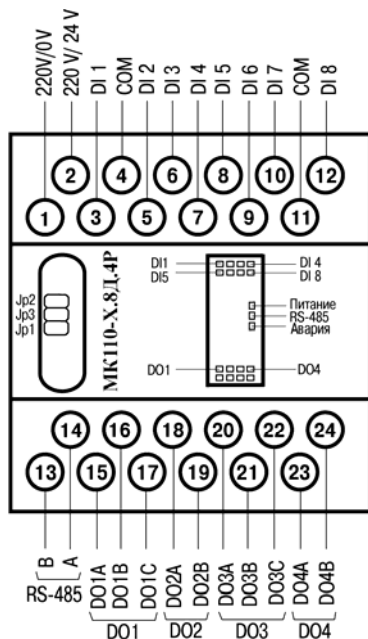 220V/0V
220 V/ 24 V
DI 1
COM
DI 2
DI 3
DI 4
DI 5
DI 6
DI 7
COM
DI 8
2 4 6 8 10 12
1 3 5 7 9 11
Jp2
Jp3
Jp1
МК110-Х.8Д.4Р
DI1 DI 4
DI5 DI 8
Питание
RS-485
Авария
DO1 DO4
14 16 18 20 22 24
13 15 17 19 21 23
B
A
DO1A
DO1B
DO1C
DO2A
DO2B
DO3A
DO3B
DO3C
DO4A
DO4B
RS-485
DO1 DO2 DO3 DO4